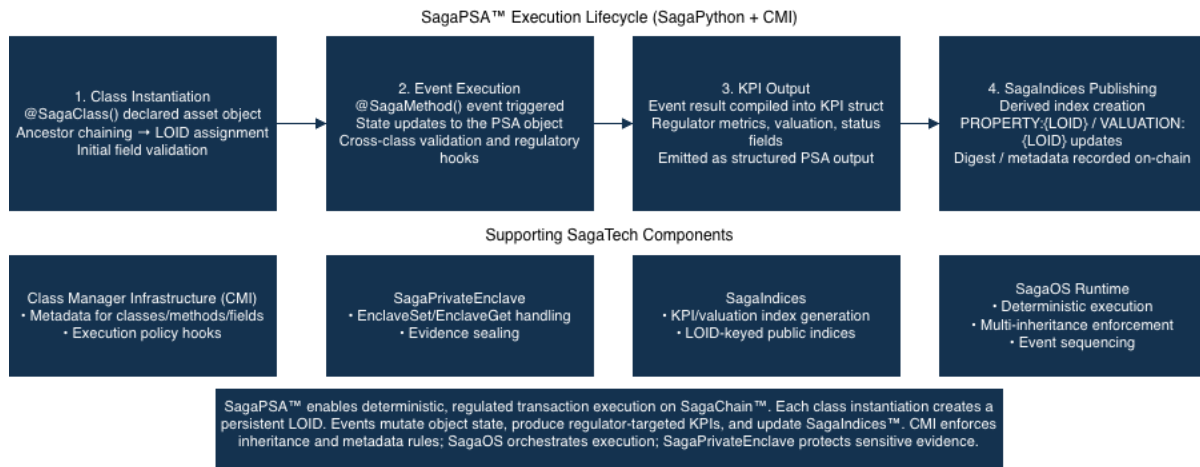 SagaPSA™ Execution Lifecycle (SagaPython + CMI)
1. Class Instantiation
@SagaClass() declared asset object
Ancestor chaining → LOID assignment
Initial field validation
2. Event Execution
@SagaMethod() event triggered
State updates to the PSA object
Cross-class validation and regulatory
hooks
3. KPI Output
Event result compiled into KPI struct
Regulator metrics, valuation, status
fields
Emitted as structured PSA output
4. SagaIndices Publishing
Derived index creation
PROPERTY:{LOID} / VALUATION:
{LOID} updates
Digest / metadata recorded on-chain
Supporting SagaTech Components
Class Manager Infrastructure (CMI)
• Metadata for classes/methods/fields
• Execution policy hooks
SagaPrivateEnclave
• EnclaveSet/EnclaveGet handling
• Evidence sealing
SagaIndices
• KPI/valuation index generation
• LOID-keyed public indices
SagaOS Runtime
• Deterministic execution
• Multi-inheritance enforcement
• Event sequencing
SagaPSA™ enables deterministic, regulated transaction execution on SagaChain™. Each class instantiation creates a
persistent LOID. Events mutate object state, produce regulator-targeted KPIs, and update SagaIndices™. CMI enforces
inheritance and metadata rules; SagaOS orchestrates execution; SagaPrivateEnclave protects sensitive evidence.